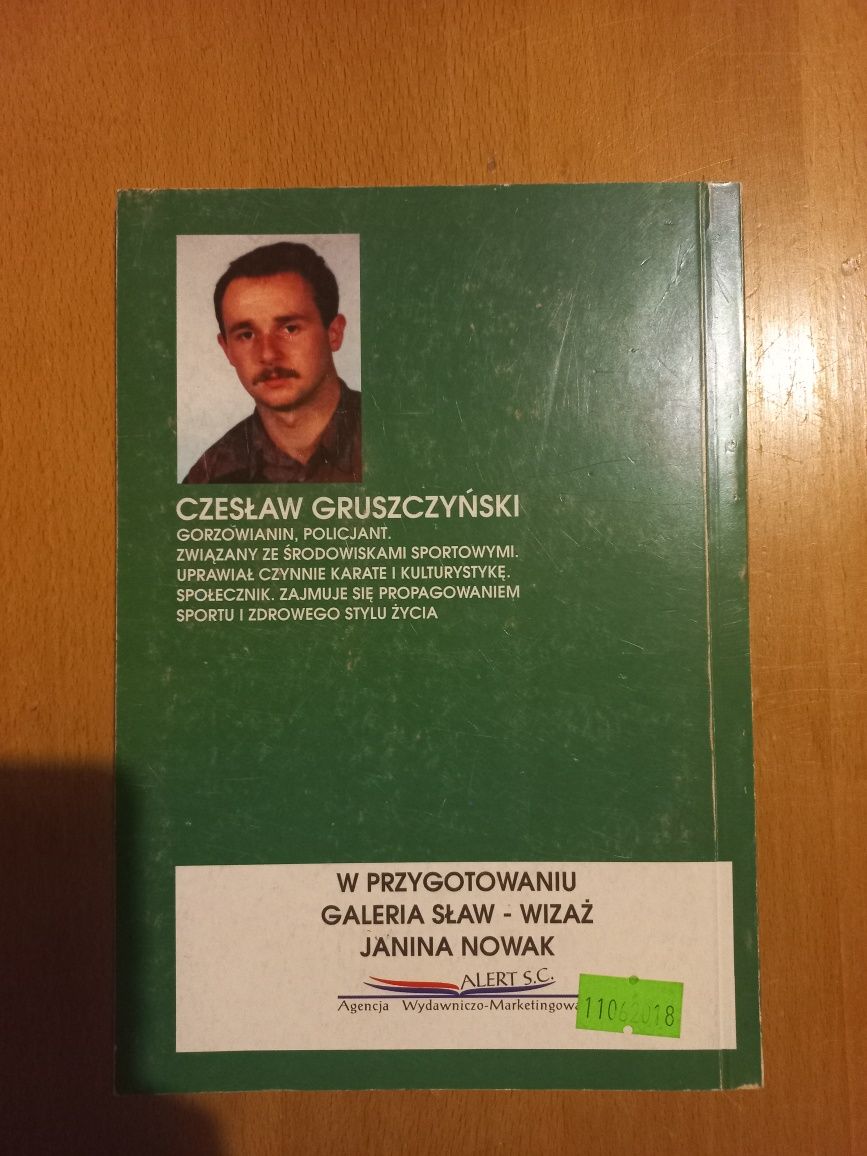 CZESŁAW GRUSZCZYŃSKI
GORZOWIANIN, POLICJANT.
ZWIĄZANY ZE ŚRODOWISKAMI SPORTOWYMI.
UPRAWIAŁ CZYNNIE KARATE I KULTURYSTYKĘ.
SPOŁECZNIK. ZAJMUJE SIĘ PROPAGOWANIEM
SPORTU I ZDROWEGO STYLU ŻYCIA
W PRZYGOTOWANIU
GALERIA SŁAW - WIZAŻ
JANINA NOWAK
ALERT S.C.
Agencja Wydawniczo-Marketingowa
11062018